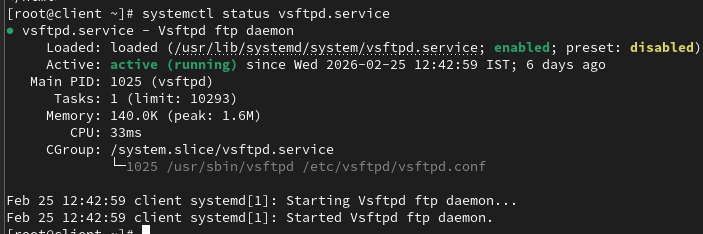 [root@client ~]# systemctl status vsftpd.service
● vsftpd.service - Vsftpd ftp daemon
     Loaded: loaded (/usr/lib/systemd/system/vsftpd.service; enabled; preset: disabled)
     Active: active (running) since Wed 2026-02-25 12:42:59 IST; 6 days ago
   Main PID: 1025 (vsftpd)
      Tasks: 1 (limit: 10293)
     Memory: 140.0K (peak: 1.6M)
        CPU: 33ms
     CGroup: /system.slice/vsftpd.service
             └─1025 /usr/sbin/vsftpd /etc/vsftpd/vsftpd.conf

Feb 25 12:42:59 client systemd[1]: Starting Vsftpd ftp daemon...
Feb 25 12:42:59 client systemd[1]: Started Vsftpd ftp daemon.
[root@client ~]#